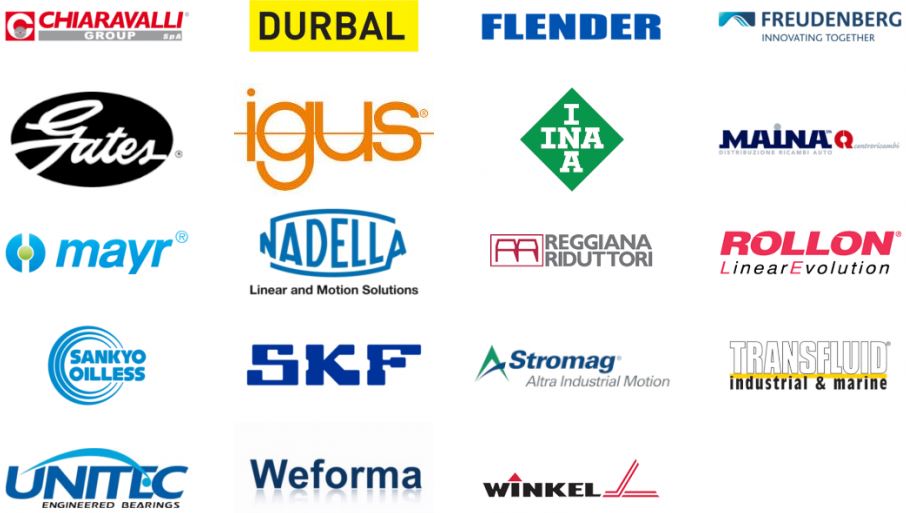 CHIARAVALLI®
GROUP SpA
DURBAL
FLENDER
FREUDENBERG
INNOVATING TOGETHER
Gates®
igus®
INA
INA
MAINA
centroricambi
DISTRIBUZIONE RICAMBI AUTO
mayr®
NADELLA
Linear and Motion Solutions
REGGIANA
RIDUTTORI
ROLLON®
LinearEvolution
SANKYO
OILLESS
SKF
Stromag®
Altra Industrial Motion
TRANSFLUID®
industrial & marine
UNITEC
ENGINEERED BEARINGS
Weforma
WiNKEL